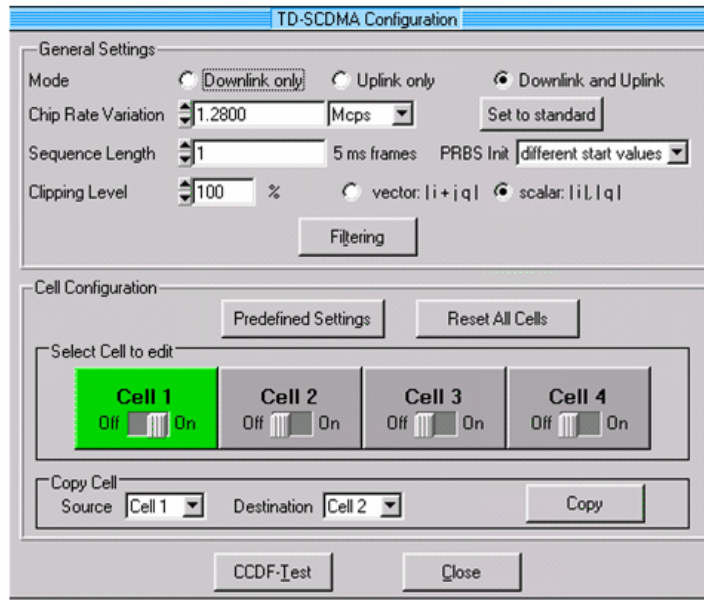 TD-SCDMA Configuration
General Settings
Mode Downlink only Uplink only Downlink and Uplink
Chip Rate Variation 1.2800 Mcps Set to standard
Sequence Length 1 5 ms frames PRBS Init different start values
Clipping Level 100 % vector: |i + j q| scalar: |i|, |q|
Filtering
Cell Configuration
Predefined Settings Reset All Cells
Select Cell to edit
Cell 1 Cell 2 Cell 3 Cell 4
Off On Off On Off On Off On
Copy Cell
Source Cell 1 Destination Cell 2 Copy
CCDF-Test Close